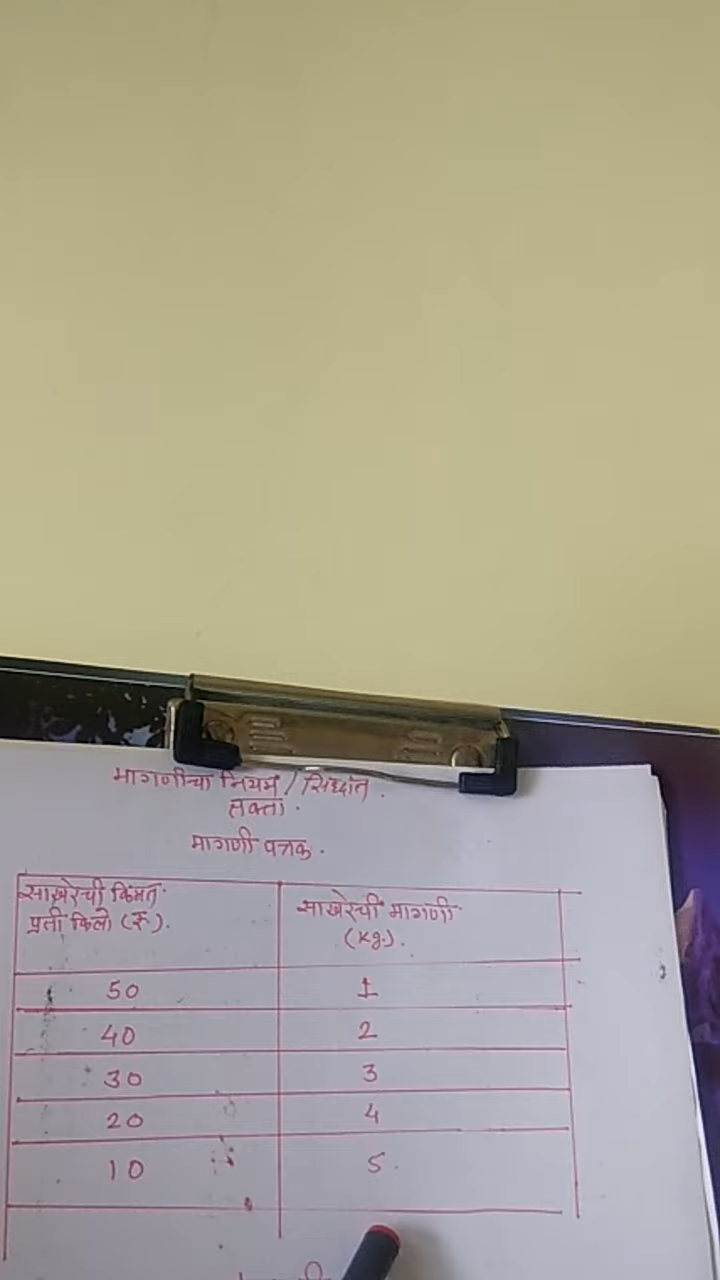 मागणीचा नियम / सिद्धांत.
तक्ता.
मागणी पत्रक.
साखरेची किंमत साखरेची मागणी
प्रती किलो (रु). (Kg.).
50 1
40 2
30 3
20 4
10 5.